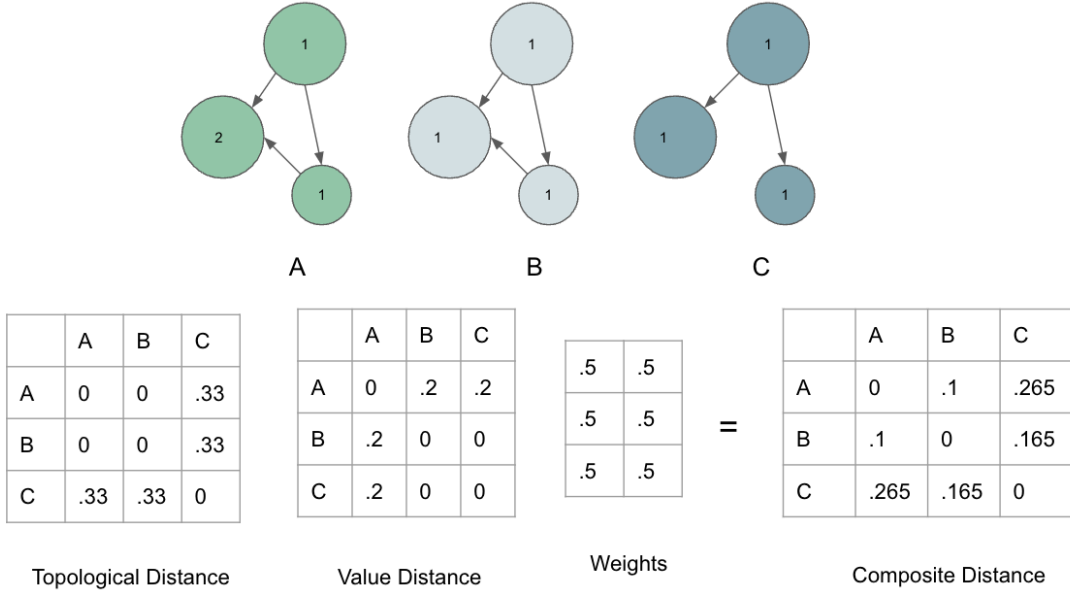 1 1 1
2 1 1
1 1 1
A B C
A B C
A 0 0 .33
B 0 0 .33
C .33 .33 0
Topological Distance
A B C
A 0 .2 .2
B .2 0 0
C .2 0 0
Value Distance
.5 .5
.5 .5
.5 .5
Weights
=
A B C
A 0 .1 .265
B .1 0 .165
C .265 .165 0
Composite Distance